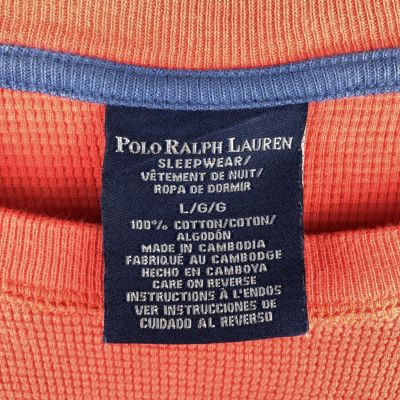 POLO RALPH LAUREN
SLEEPWEAR/
VÊTEMENT DE NUIT/
ROPA DE DORMIR
L/G/G
100% COTTON/COTON/
ALGODÓN
MADE IN CAMBODIA
FABRIQUÉ AU CAMBODGE
HECHO EN CAMBOYA
CARE ON REVERSE
INSTRUCTIONS À L'ENDOS
VER INSTRUCCIONES DE
CUIDADO AL REVERSO